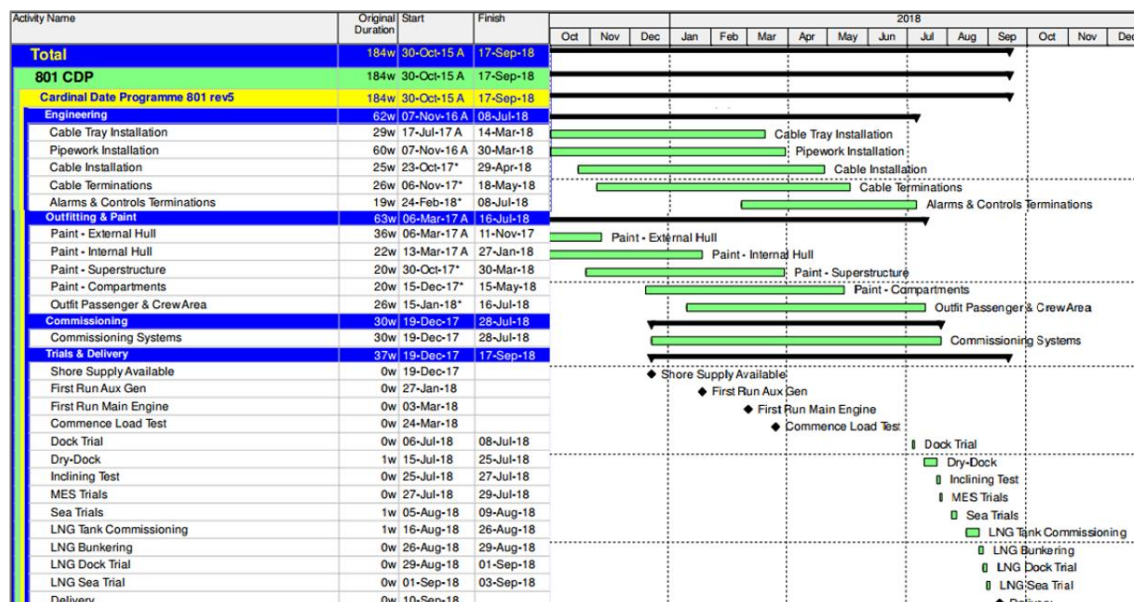 Activity Name Original Start Finish 2018
Duration Oct Nov Dec Jan Feb Mar Apr May Jun Jul Aug Sep Oct Nov Dec
Total 184w 30-Oct-15 A 17-Sep-18
801 CDP 184w 30-Oct-15 A 17-Sep-18
Cardinal Date Programme 801 rev5 184w 30-Oct-15 A 17-Sep-18
Engineering 62w 07-Nov-16 A 08-Jul-18
Cable Tray Installation 29w 17-Jul-17 A 14-Mar-18 Cable Tray Installation
Pipework Installation 60w 07-Nov-16 A 30-Mar-18 Pipework Installation
Cable Installation 25w 23-Oct-17* 29-Apr-18 Cable Installation
Cable Terminations 26w 06-Nov-17* 18-May-18 Cable Terminations
Alarms & Controls Terminations 19w 24-Feb-18* 08-Jul-18 Alarms & Controls Terminations
Outfitting & Paint 63w 06-Mar-17 A 16-Jul-18
Paint - External Hull 36w 06-Mar-17 A 11-Nov-17 Paint - External Hull
Paint - Internal Hull 22w 13-Mar-17 A 27-Jan-18 Paint - Internal Hull
Paint - Superstructure 20w 30-Oct-17* 30-Mar-18 Paint - Superstructure
Paint - Compartments 20w 15-Dec-17* 15-May-18 Paint - Compartments
Outfit Passenger & CrewArea 26w 15-Jan-18* 16-Jul-18 Outfit Passenger & CrewArea
Commissioning 30w 19-Dec-17 28-Jul-18
Commissioning Systems 30w 19-Dec-17 28-Jul-18 Commissioning Systems
Trials & Delivery 37w 19-Dec-17 17-Sep-18
Shore Supply Available 0w 19-Dec-17 Shore Supply Available
First Run Aux Gen 0w 27-Jan-18 First Run Aux Gen
First Run Main Engine 0w 03-Mar-18 First Run Main Engine
Commence Load Test 0w 24-Mar-18 Commence Load Test
Dock Trial 0w 06-Jul-18 08-Jul-18 Dock Trial
Dry-Dock 1w 15-Jul-18 25-Jul-18 Dry-Dock
Inclining Test 0w 25-Jul-18 27-Jul-18 Inclining Test
MES Trials 0w 27-Jul-18 29-Jul-18 MES Trials
Sea Trials 1w 05-Aug-18 09-Aug-18 Sea Trials
LNG Tank Commissioning 1w 16-Aug-18 26-Aug-18 LNG Tank Commissioning
LNG Bunkering 0w 26-Aug-18 29-Aug-18 LNG Bunkering
LNG Dock Trial 0w 29-Aug-18 01-Sep-18 LNG Dock Trial
LNG Sea Trial 0w 01-Sep-18 03-Sep-18 LNG Sea Trial
Delivery 0w 10-Sep-18 Delivery